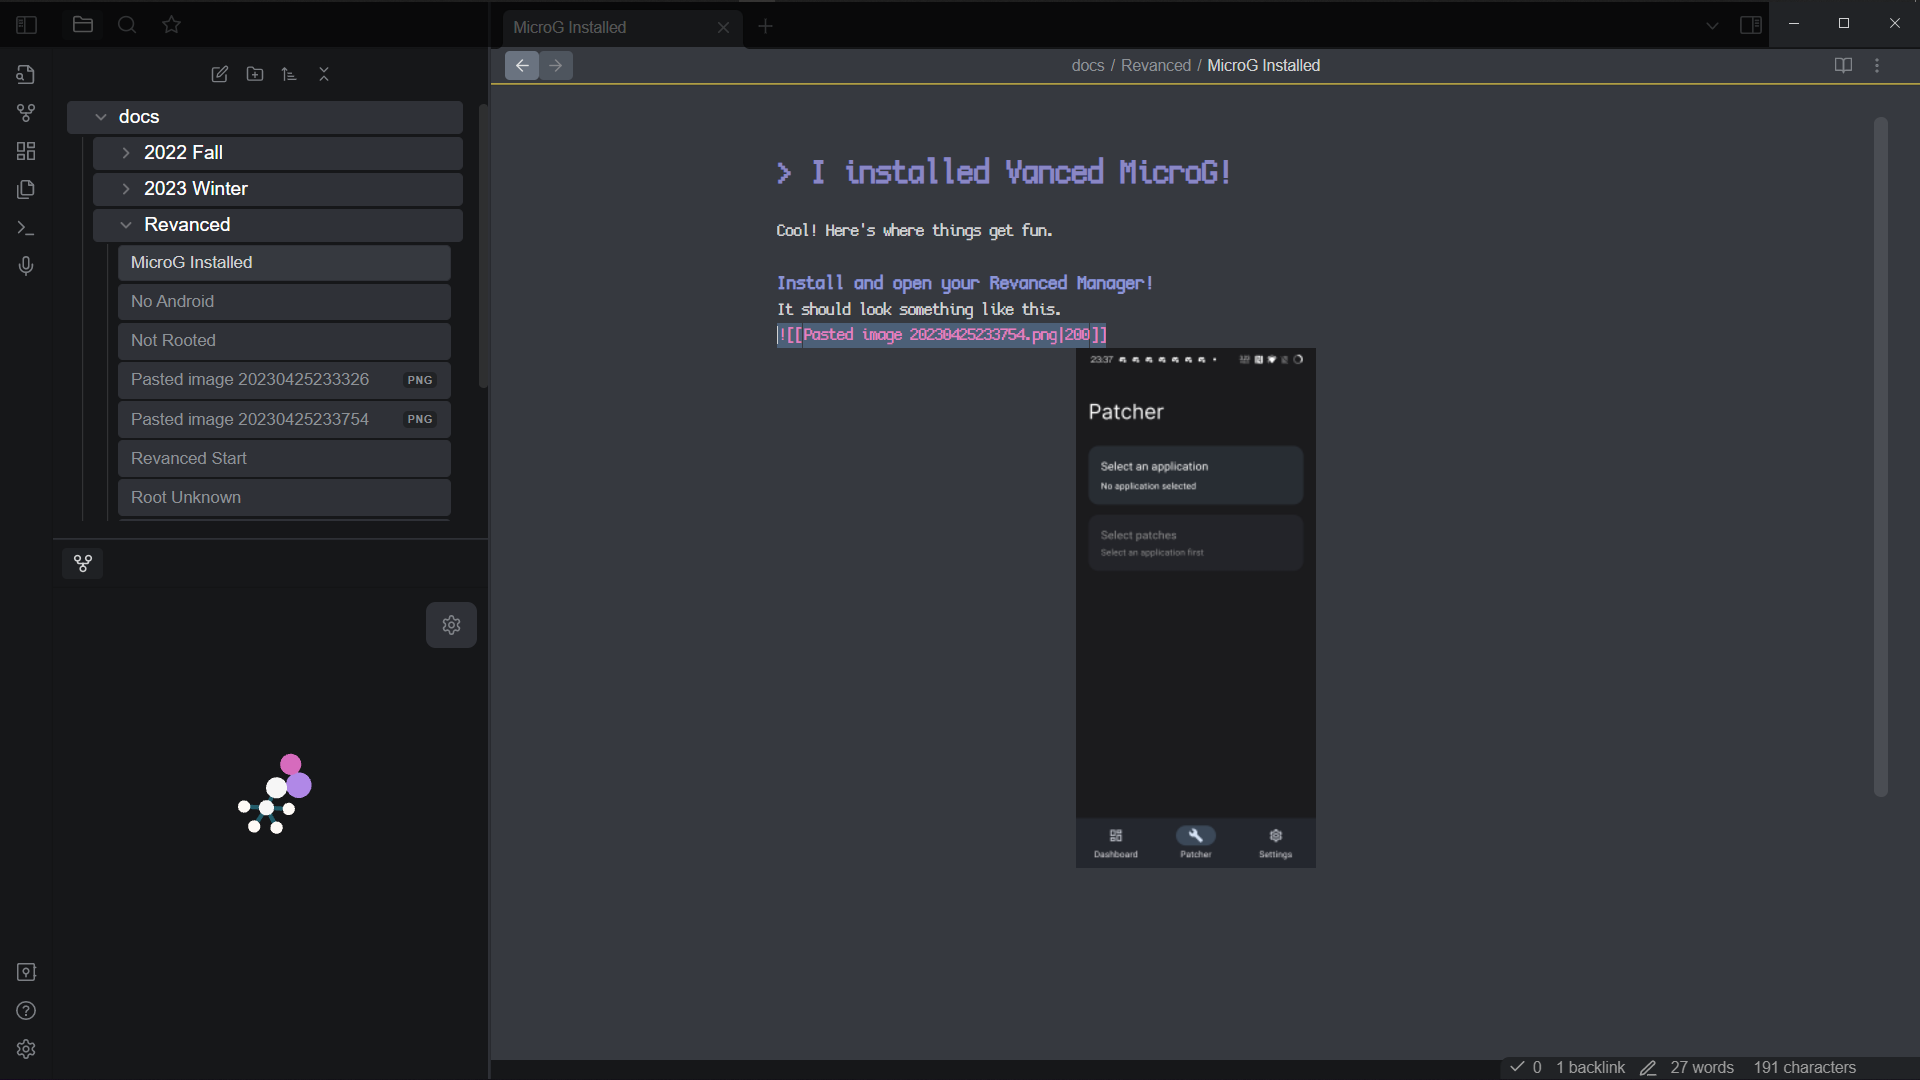 MicroG Installed
docs / Revanced / MicroG Installed
docs
2022 Fall
2023 Winter
Revanced
MicroG Installed
No Android
Not Rooted
Pasted image 20230425233326 PNG
Pasted image 20230425233754 PNG
Revanced Start
Root Unknown
> I installed Vanced MicroG!
Cool! Here's where things get fun.
Install and open your Revanced Manager!
It should look something like this.
![[Pasted image 20230425233754.png|200]]
23:37
Patcher
Select an application
No application selected
Select patches
Select an application first
Dashboard
Patcher
Settings
0
1 backlink
27 words
191 characters